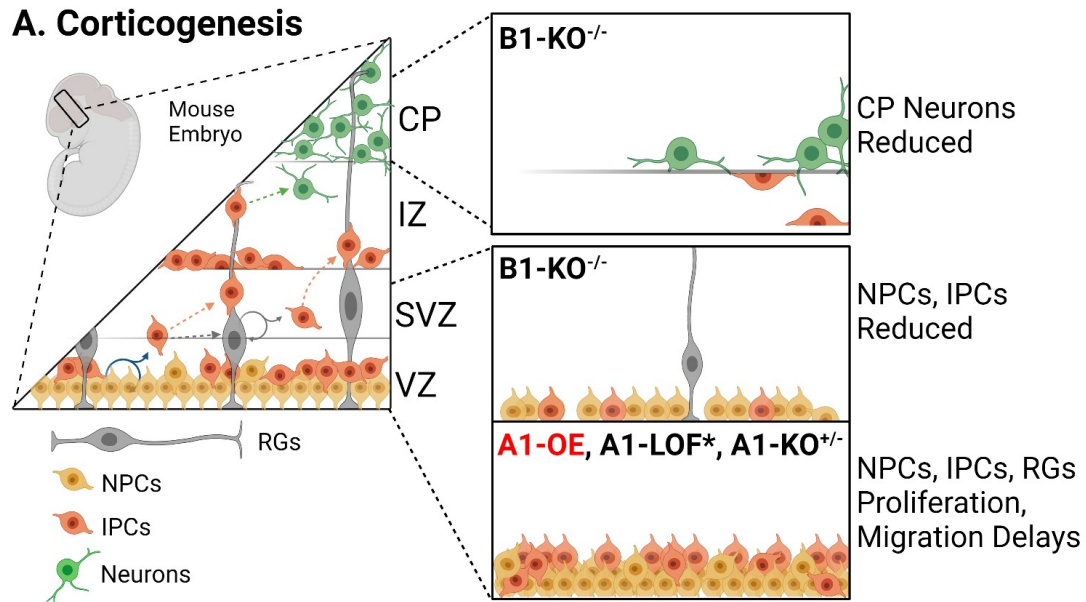 A. Corticogenesis
Mouse
Embryo
CP
IZ
SVZ
VZ
RGs
NPCs
IPCs
Neurons
B1-KO-/-
CP Neurons
Reduced
B1-KO-/-
NPCs, IPCs
Reduced
A1-OE, A1-LOF*, A1-KO+/-
NPCs, IPCs, RGs
Proliferation,
Migration Delays